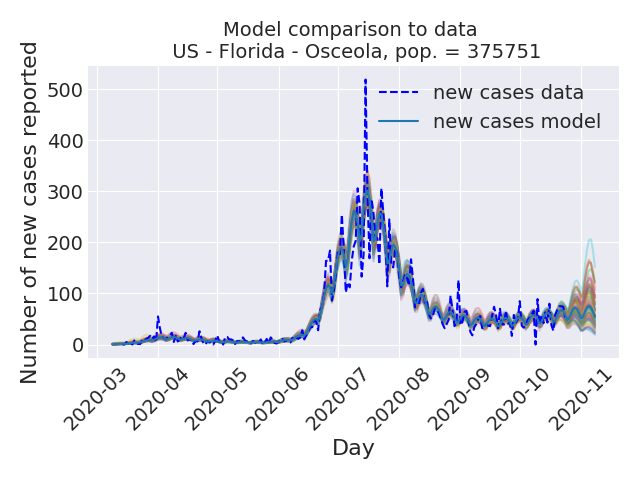 Model comparison to data
US - Florida - Osceola, pop. = 375751
Number of new cases reported
500
400
300
200
100
0
new cases data
new cases model
2020-03
2020-04
2020-05
2020-06
2020-07
2020-08
2020-09
2020-10
2020-11
Day